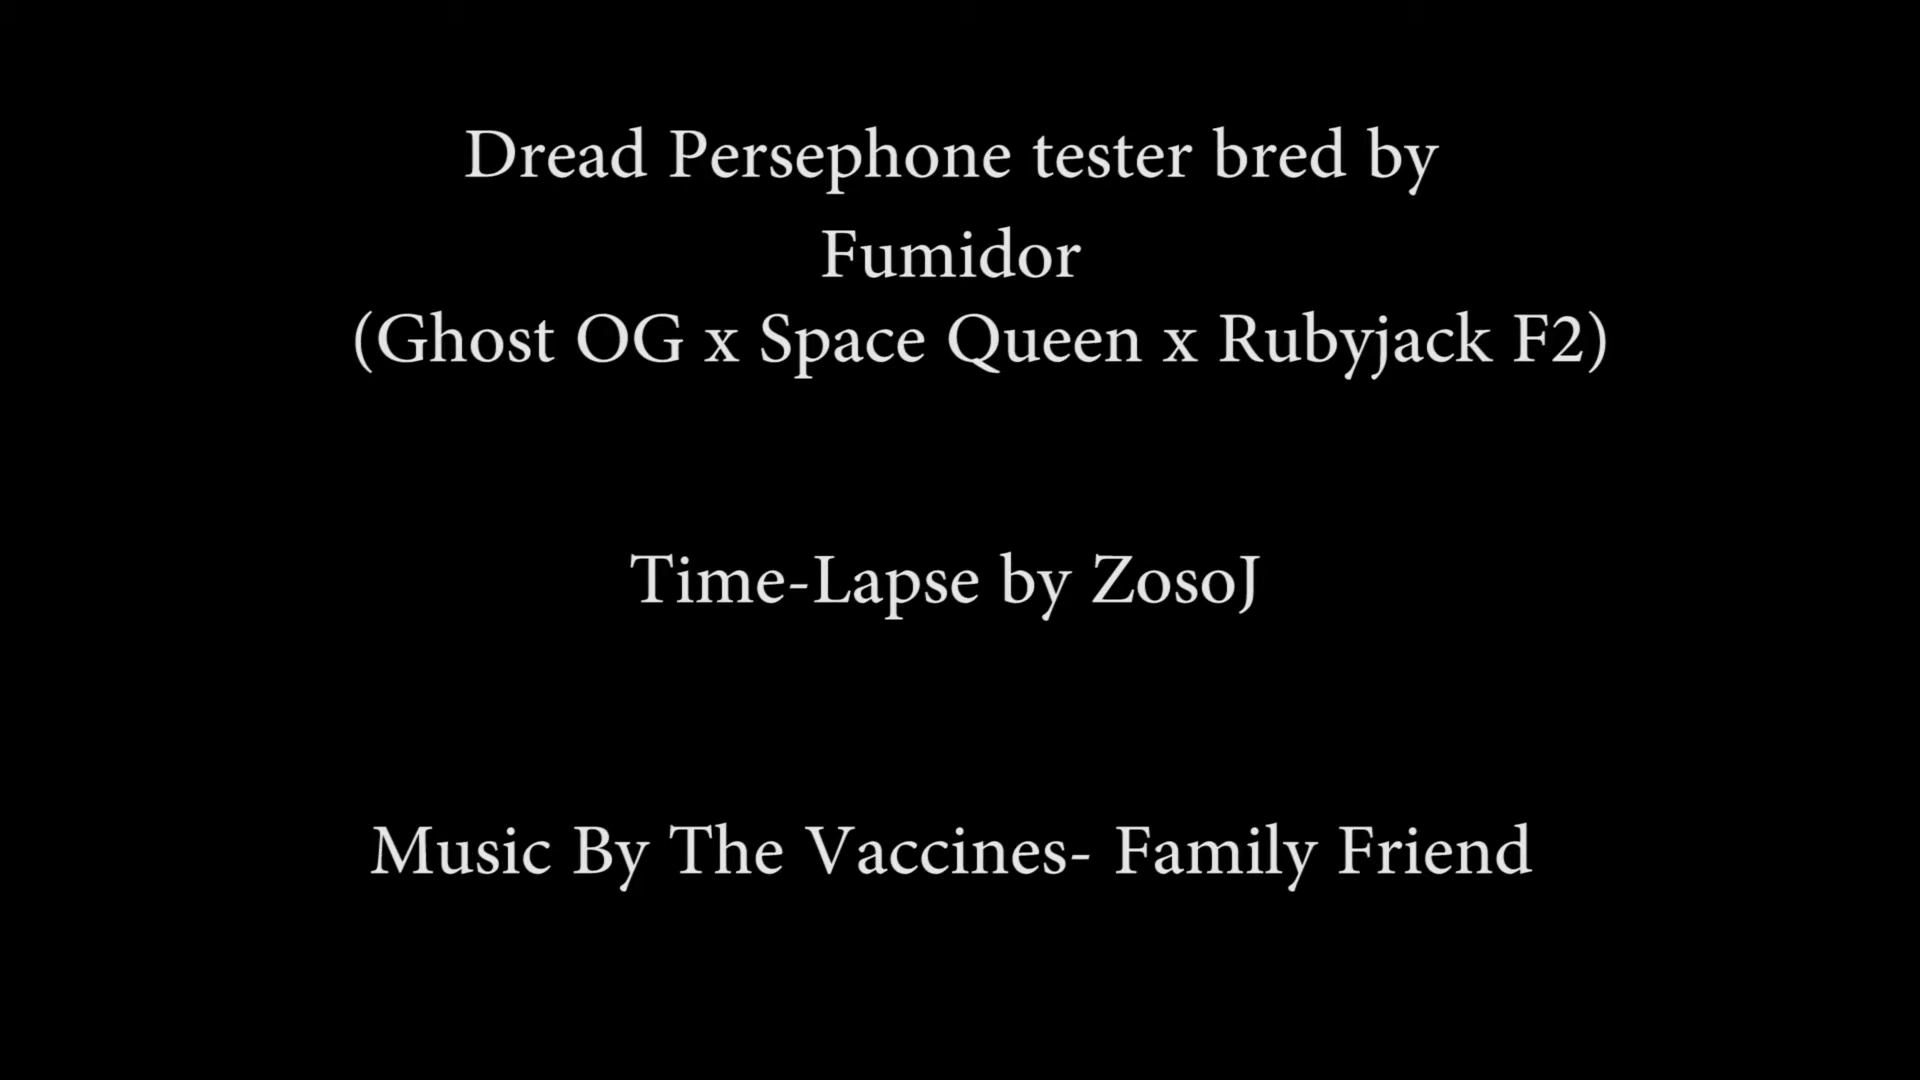 Dread Persephone tester bred by
Fumidor
(Ghost OG x Space Queen x Rubyjack F2)
Time-Lapse by ZosoJ
Music By The Vaccines- Family Friend